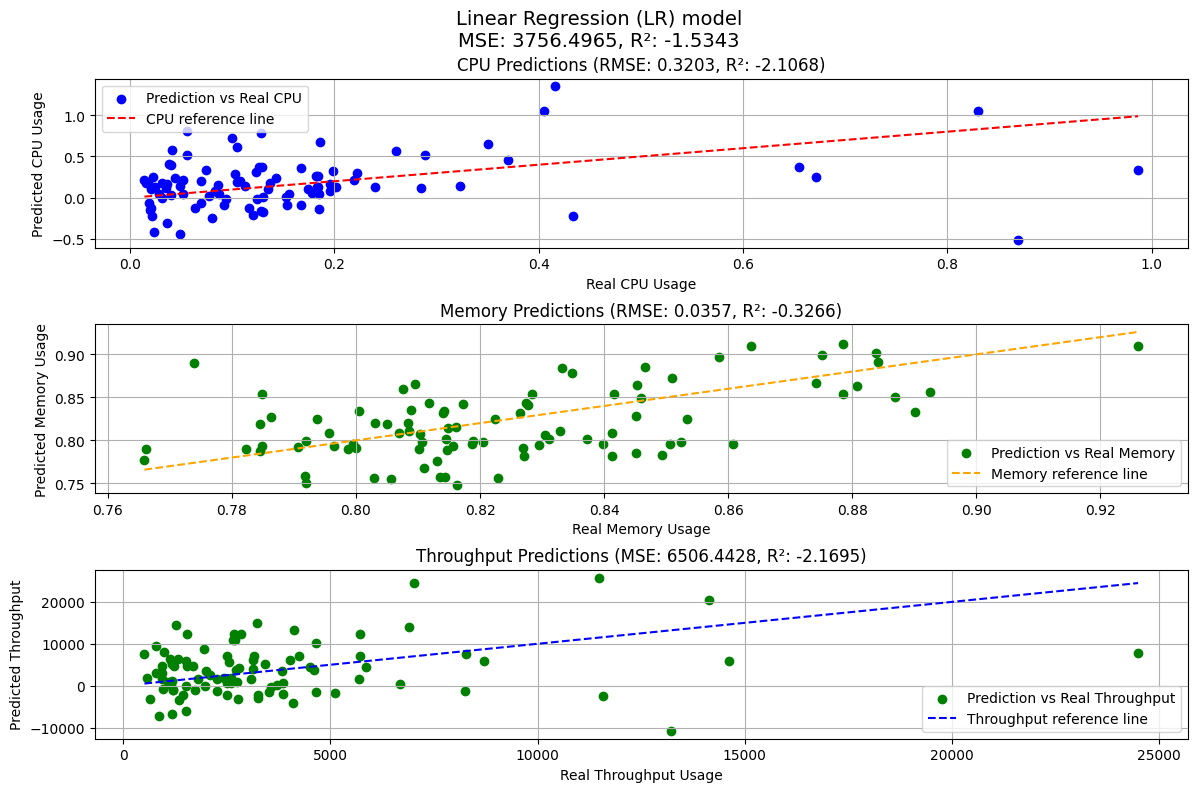 Linear Regression (LR) model
MSE: 3756.4965, R²: -1.5343
CPU Predictions (RMSE: 0.3203, R²: -2.1068)
Prediction vs Real CPU
CPU reference line
Predicted CPU Usage
1.0
0.5
0.0
−0.5
0.0 0.2 0.4 0.6 0.8 1.0
Real CPU Usage
Memory Predictions (RMSE: 0.0357, R²: -0.3266)
Predicted Memory Usage
0.90
0.85
0.80
0.75
Prediction vs Real Memory
Memory reference line
0.76 0.78 0.80 0.82 0.84 0.86 0.88 0.90 0.92
Real Memory Usage
Throughput Predictions (MSE: 6506.4428, R²: -2.1695)
Predicted Throughput
20000
10000
0
−10000
Prediction vs Real Throughput
Throughput reference line
0 5000 10000 15000 20000 25000
Real Throughput Usage